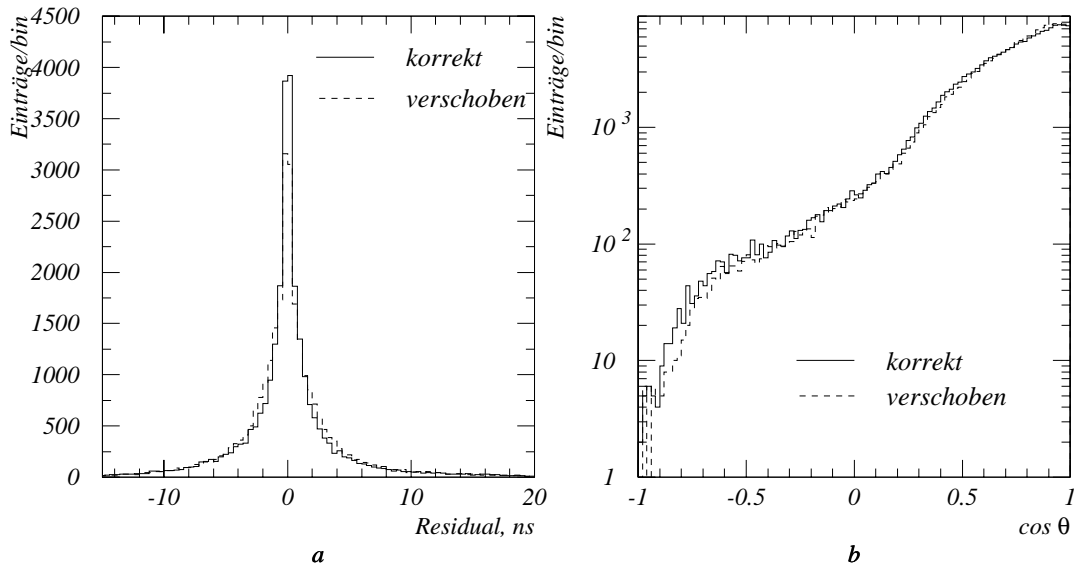 Einträge/bin
4500
4000
3500
3000
2500
2000
1500
1000
500
0
korrekt
verschoben
-10
0
10
20
Residual, ns
a
Einträge/bin
10 3
10 2
10
1
korrekt
verschoben
-1
-0.5
0
0.5
1
cos θ
b